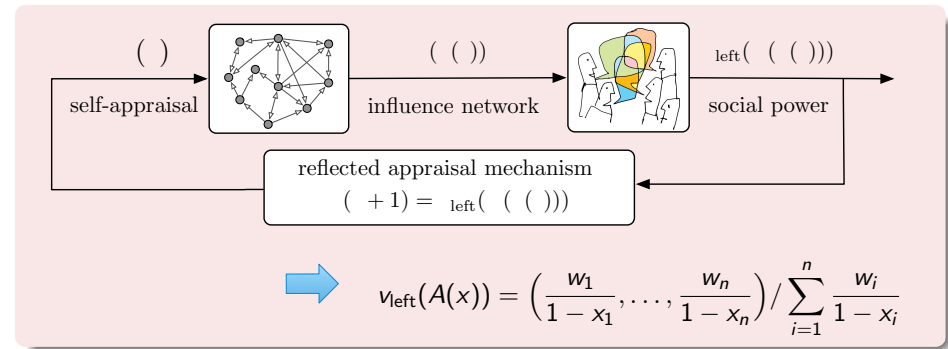 ( )
self-appraisal
( ( ))
influence network
left( ( ( )))
social power
reflected appraisal mechanism
( + 1) = left( ( ( )))
v_left(A(x)) = ( w_1 / (1 − x_1), . . . , w_n / (1 − x_n) ) / ∑_{i=1}^{n} w_i / (1 − x_i)